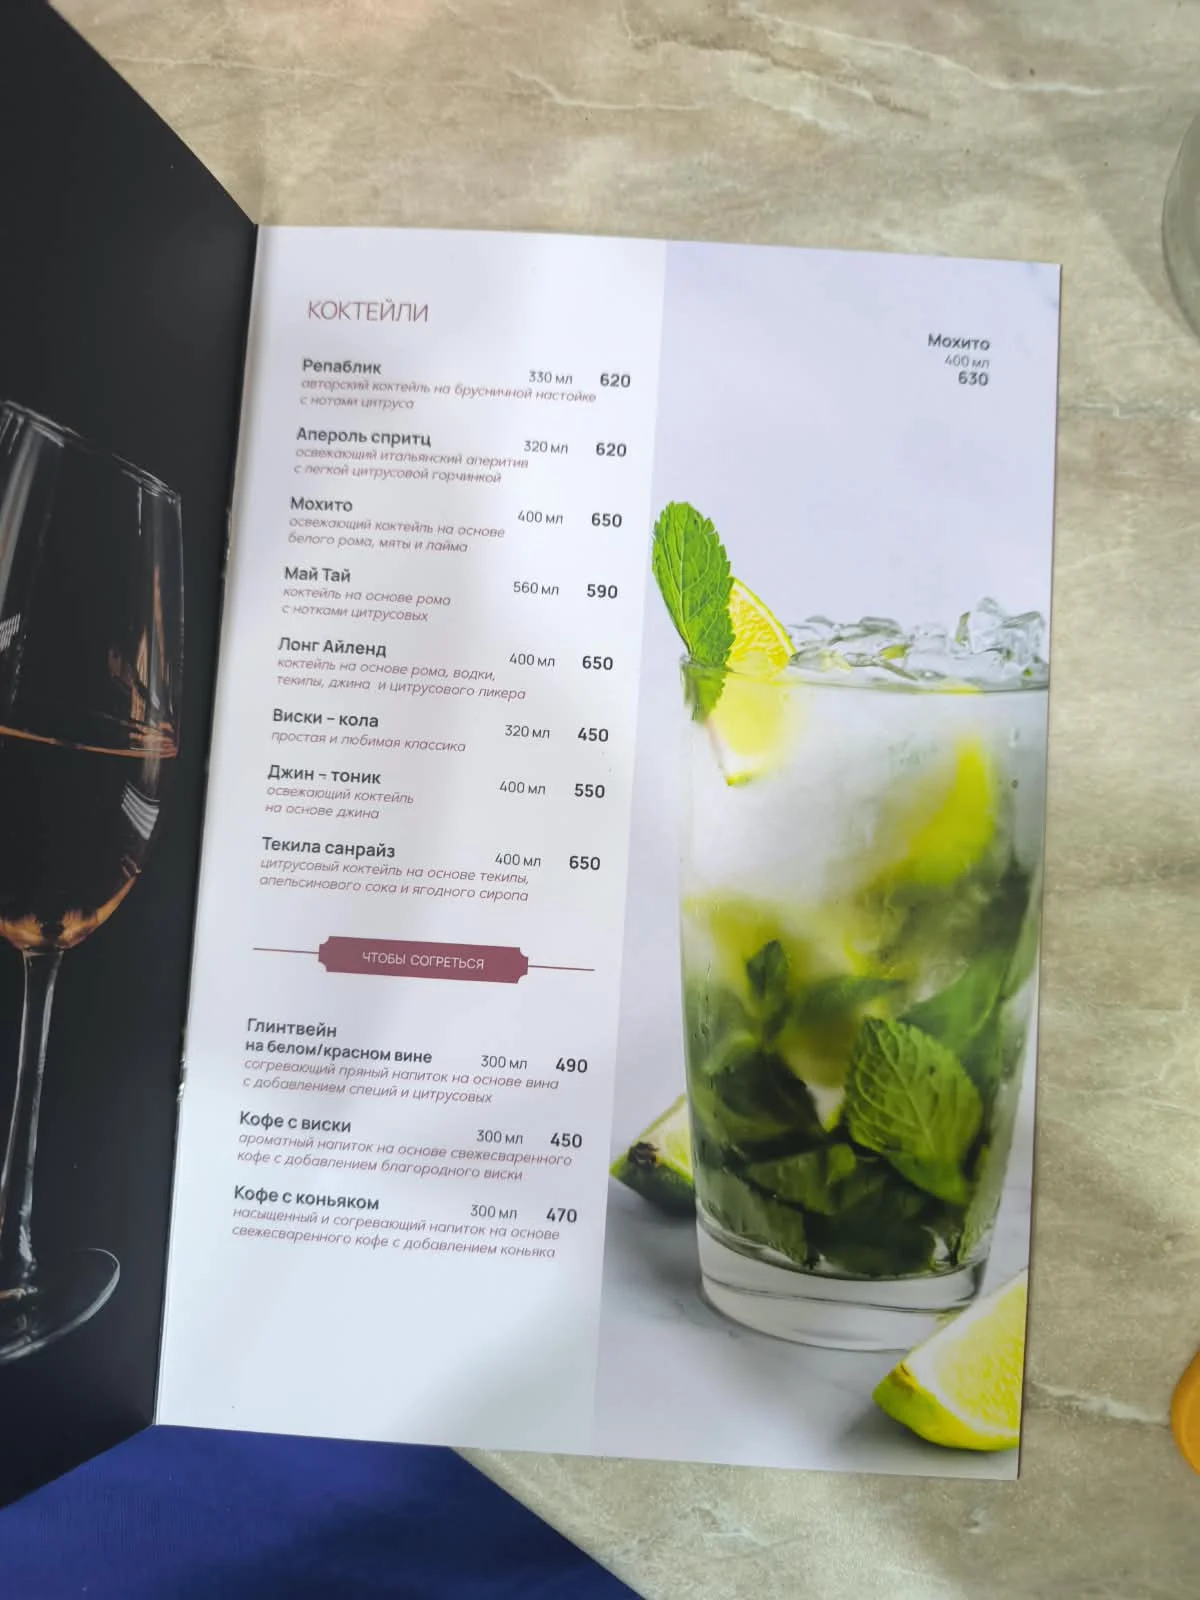 КОКТЕЙЛИ
Репаблик 330 мл 620
авторский коктейль на брусничной настойке
с нотами цитруса
Апероль спритц 320 мл 620
освежающий итальянский аперитив
с легкой цитрусовой горчинкой
Мохито 400 мл 650
освежающий коктейль на основе
белого рома, мяты и лайма
Май Тай 560 мл 590
коктейль на основе рома
с нотками цитрусовых
Лонг Айленд 400 мл 650
коктейль на основе рома, водки,
текилы, джина и цитрусового ликера
Виски – кола 320 мл 450
простая и любимая классика
Джин – тоник 400 мл 550
освежающий коктейль
на основе джина
Текила санрайз 400 мл 650
цитрусовый коктейль на основе текилы,
апельсинового сока и ягодного сиропа
ЧТОБЫ СОГРЕТЬСЯ
Глинтвейн
на белом/красном вине 300 мл 490
согревающий пряный напиток на основе вина
с добавлением специй и цитрусовых
Кофе с виски 300 мл 450
ароматный напиток на основе свежесваренного
кофе с добавлением благородного виски
Кофе с коньяком 300 мл 470
насыщенный и согревающий напиток на основе
свежесваренного кофе с добавлением коньяка
Мохито
400 мл
630